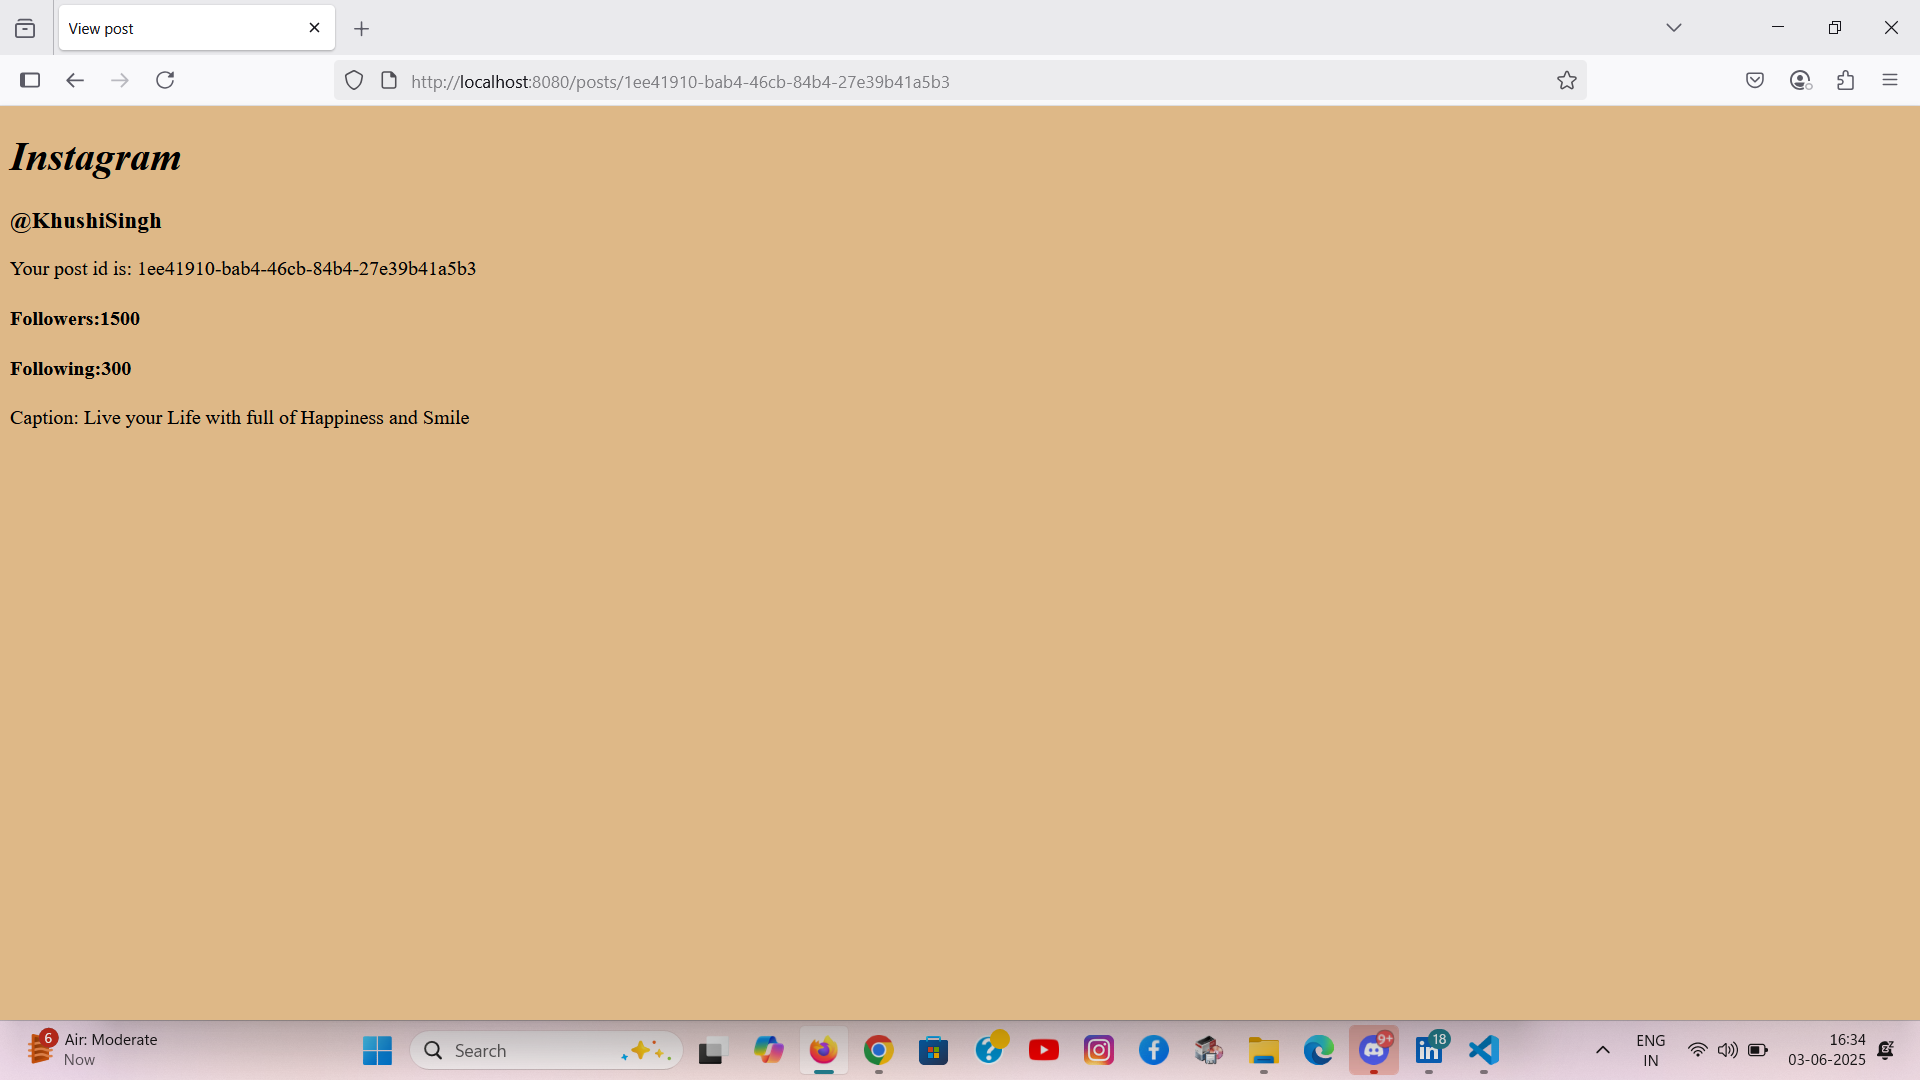 View post
http://localhost:8080/posts/1ee41910-bab4-46cb-84b4-27e39b41a5b3
Instagram
@KhushiSingh
Your post id is: 1ee41910-bab4-46cb-84b4-27e39b41a5b3
Followers:1500
Following:300
Caption: Live your Life with full of Happiness and Smile
6
Air: Moderate
Now
Search
9+
18
ENG
IN
16:34
03-06-2025